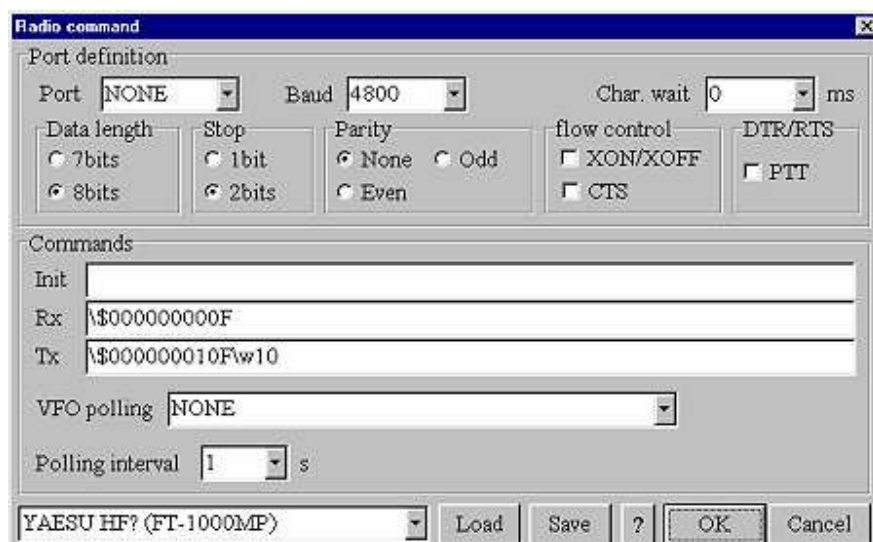 Radio command
Port definition
Port NONE Baud 4800 Char. wait 0 ms
Data length Stop Parity flow control DTR/RTS
7bits 1bit None Odd XON/XOFF PTT
8bits 2bits Even CTS
Commands
Init
Rx \$000000000F
Tx \$000000010F\w10
VFO polling NONE
Polling interval 1 s
YAESU HF? (FT-1000MP) Load Save ? OK Cancel